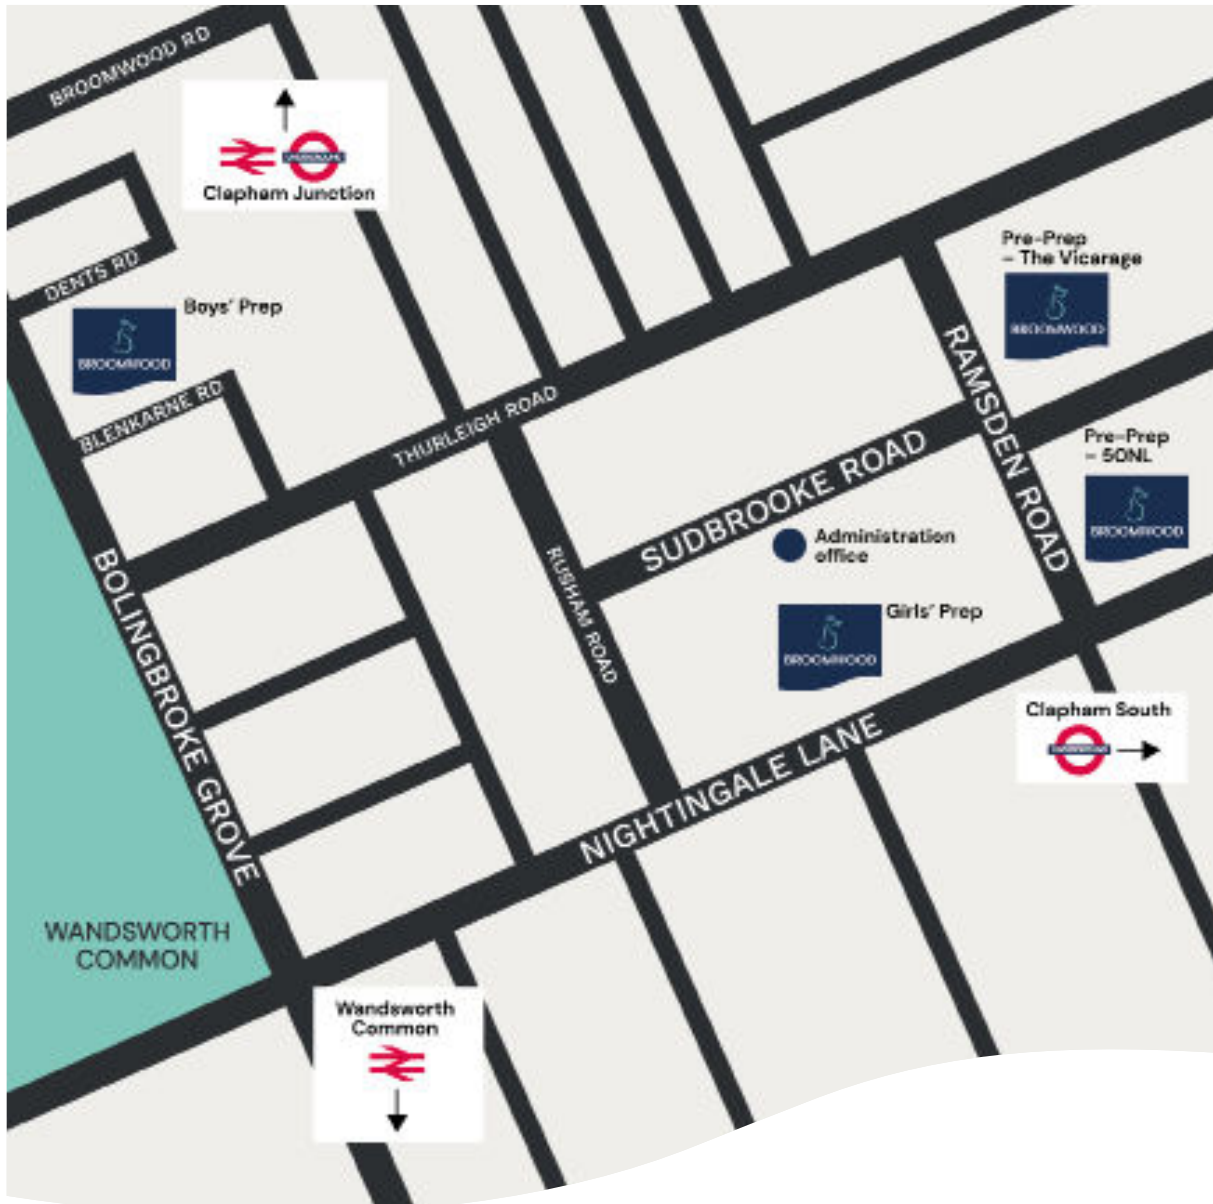 BROOMWOOD RD
UNDERGROUND
Clapham Junction
DENTS RD
Boys' Prep
BROOMWOOD
BLENKARNE RD
THURLEIGH ROAD
Pre-Prep
– The Vicarage
BROOMWOOD
RAMSDEN ROAD
Pre-Prep
– 50NL
BROOMWOOD
SUDBROOKE ROAD
Administration
office
RUSHAM ROAD
Girls' Prep
BROOMWOOD
BOLINGBROKE GROVE
Clapham South
UNDERGROUND
NIGHTINGALE LANE
WANDSWORTH
COMMON
Wandsworth
Common